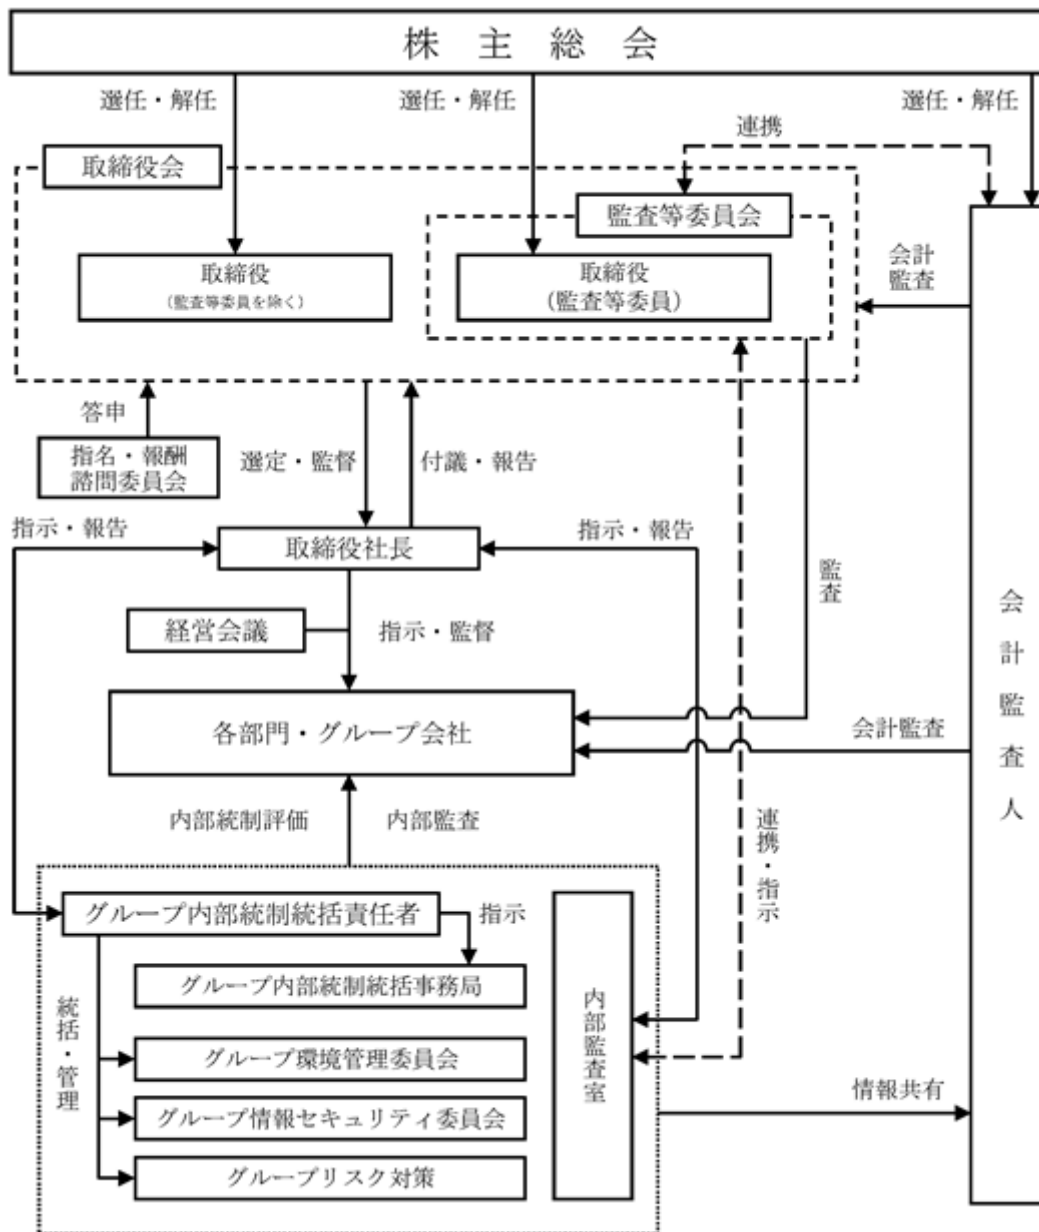 株主総会
選任・解任
選任・解任
選任・解任
連携
取締役会
監査等委員会
取締役
(監査等委員を除く)
取締役
(監査等委員)
会計
監査
答申
指名・報酬
諮問委員会
選定・監督
付議・報告
指示・報告
取締役社長
指示・報告
監査
経営会議
指示・監督
各部門・グループ会社
会計監査
会計監査人
内部統制評価
内部監査
連携・指示
グループ内部統制統括責任者
指示
グループ内部統制統括事務局
統括・管理
グループ環境管理委員会
グループ情報セキュリティ委員会
グループリスク対策
内部監査室
情報共有